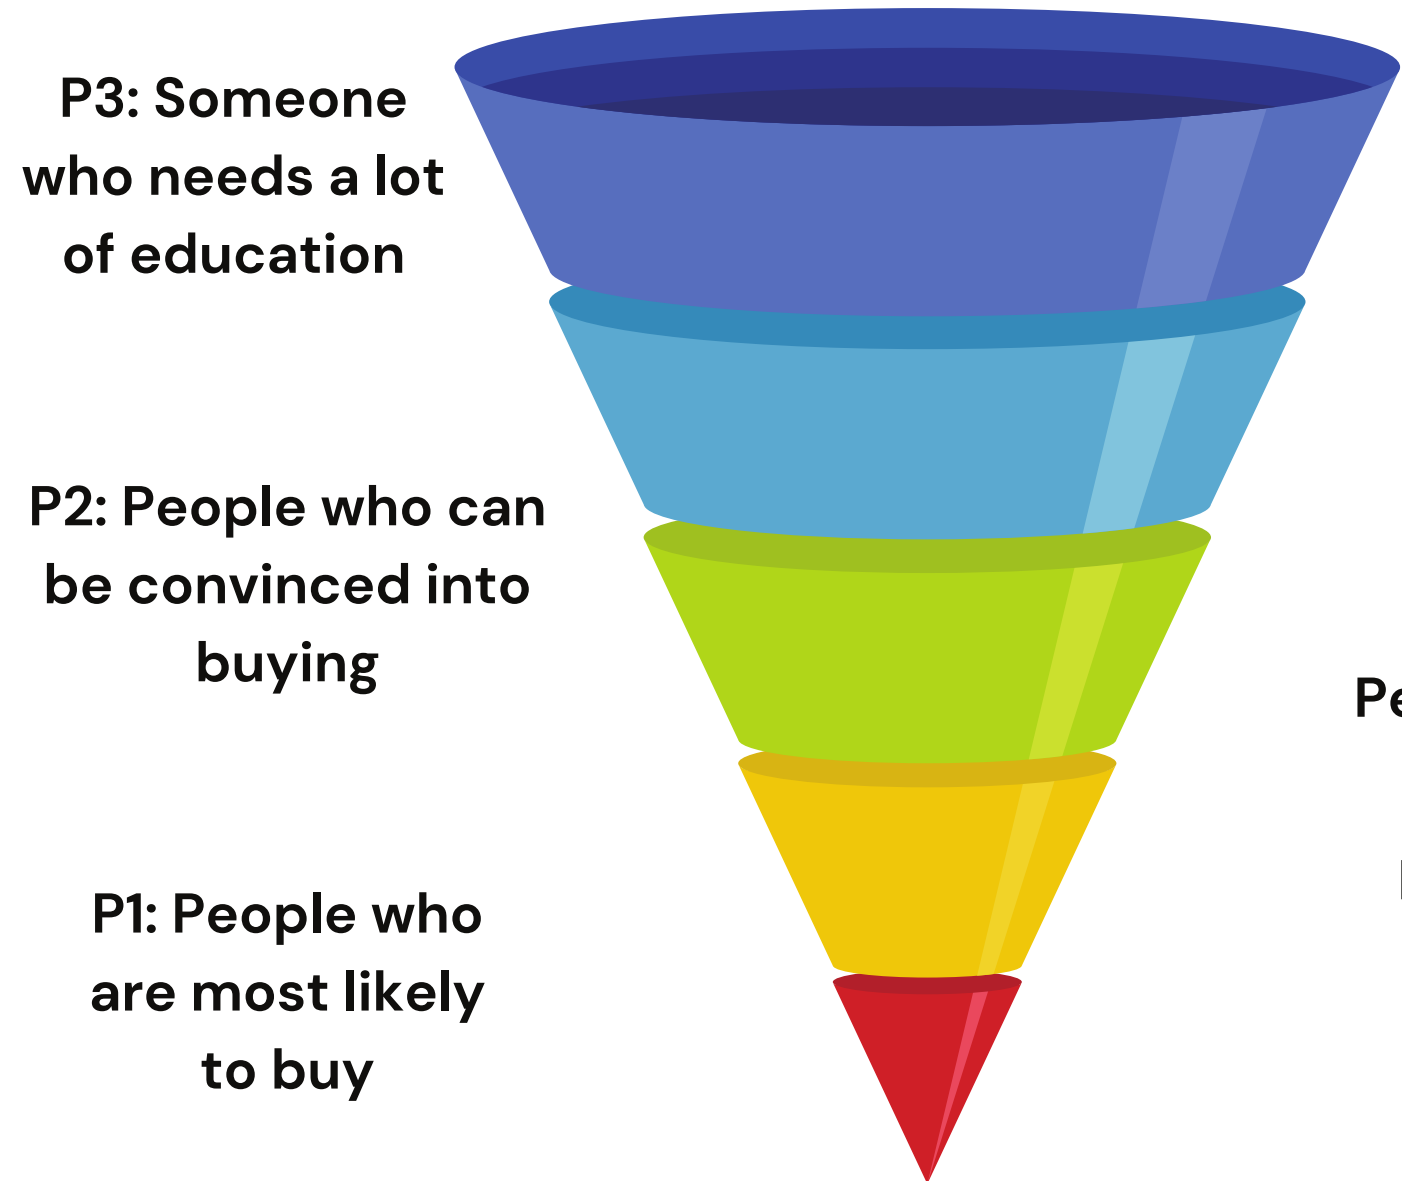 P3: Someone
who needs a lot
of education
P2: People who can
be convinced into
buying
P1: People who
are most likely
to buy